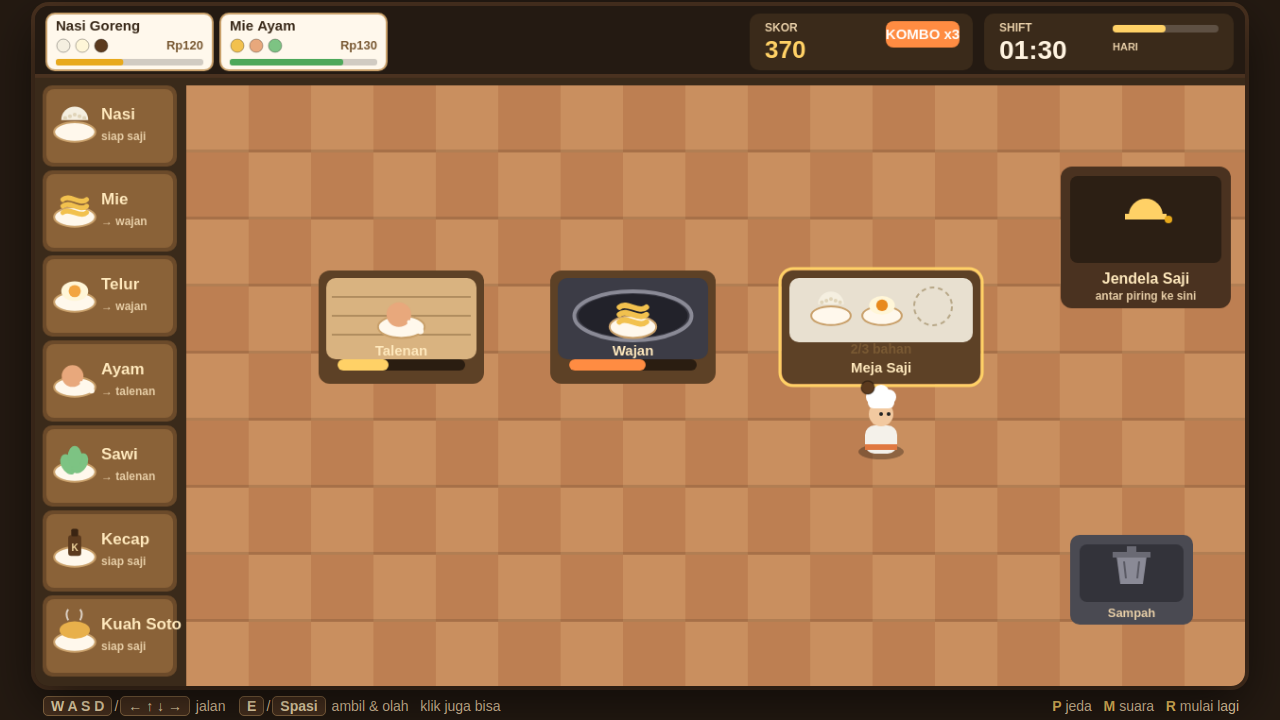 Nasi Goreng
Rp120
Mie Ayam
Rp130
SKOR
370
KOMBO x3
SHIFT
01:30
HARI
Nasi
siap saji
Mie
→ wajan
Telur
→ wajan
Ayam
→ talenan
Sawi
→ talenan
K
Kecap
siap saji
Kuah Soto
siap saji
Talenan
Wajan
2/3 bahan
Meja Saji
Jendela Saji
antar piring ke sini
Sampah
W A S D / ← ↑ ↓ → jalan E / Spasi ambil & olah klik juga bisa
P jeda M suara R mulai lagi